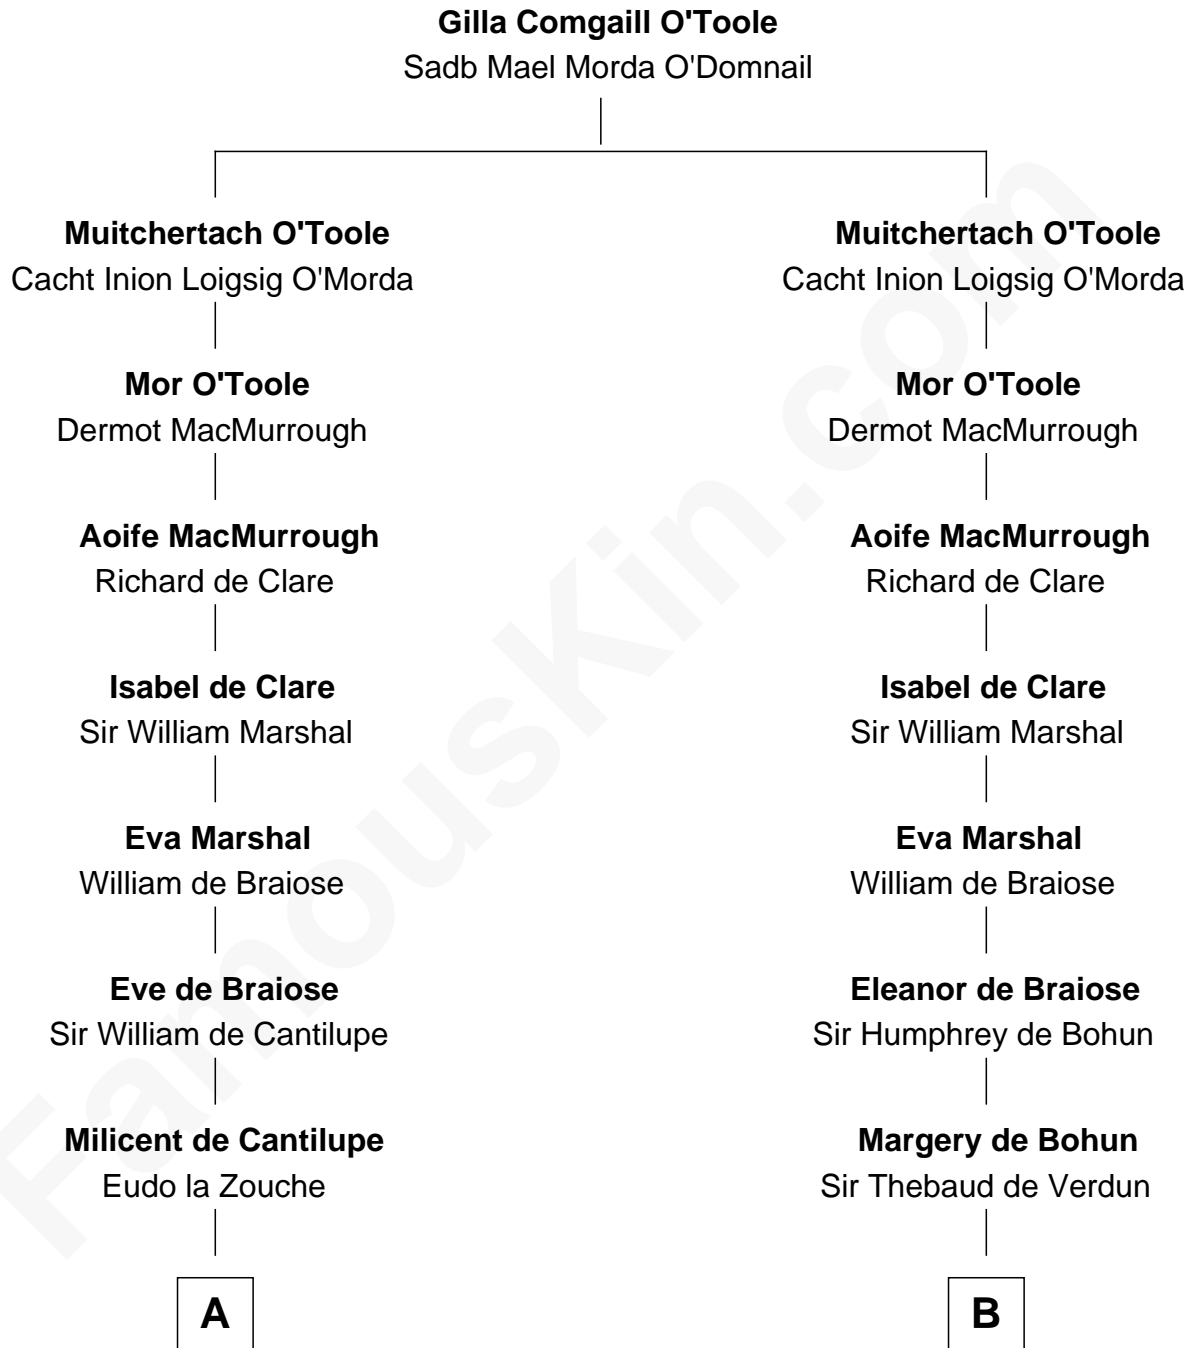 Gilla Comgaill O'Toole
Sadb Mael Morda O'Domnail
Muitchertach O'Toole
Cacht Inion Loigsig O'Morda
Mor O'Toole
Dermot MacMurrough
Aoife MacMurrough
Richard de Clare
Isabel de Clare
Sir William Marshal
Eva Marshal
William de Braiose
Eve de Braiose
Sir William de Cantilupe
Milicent de Cantilupe
Eudo la Zouche
A
Muitchertach O'Toole
Cacht Inion Loigsig O'Morda
Mor O'Toole
Dermot MacMurrough
Aoife MacMurrough
Richard de Clare
Isabel de Clare
Sir William Marshal
Eva Marshal
William de Braiose
Eleanor de Braiose
Sir Humphrey de Bohun
Margery de Bohun
Sir Thebaud de Verdun
B
FamousKin.com